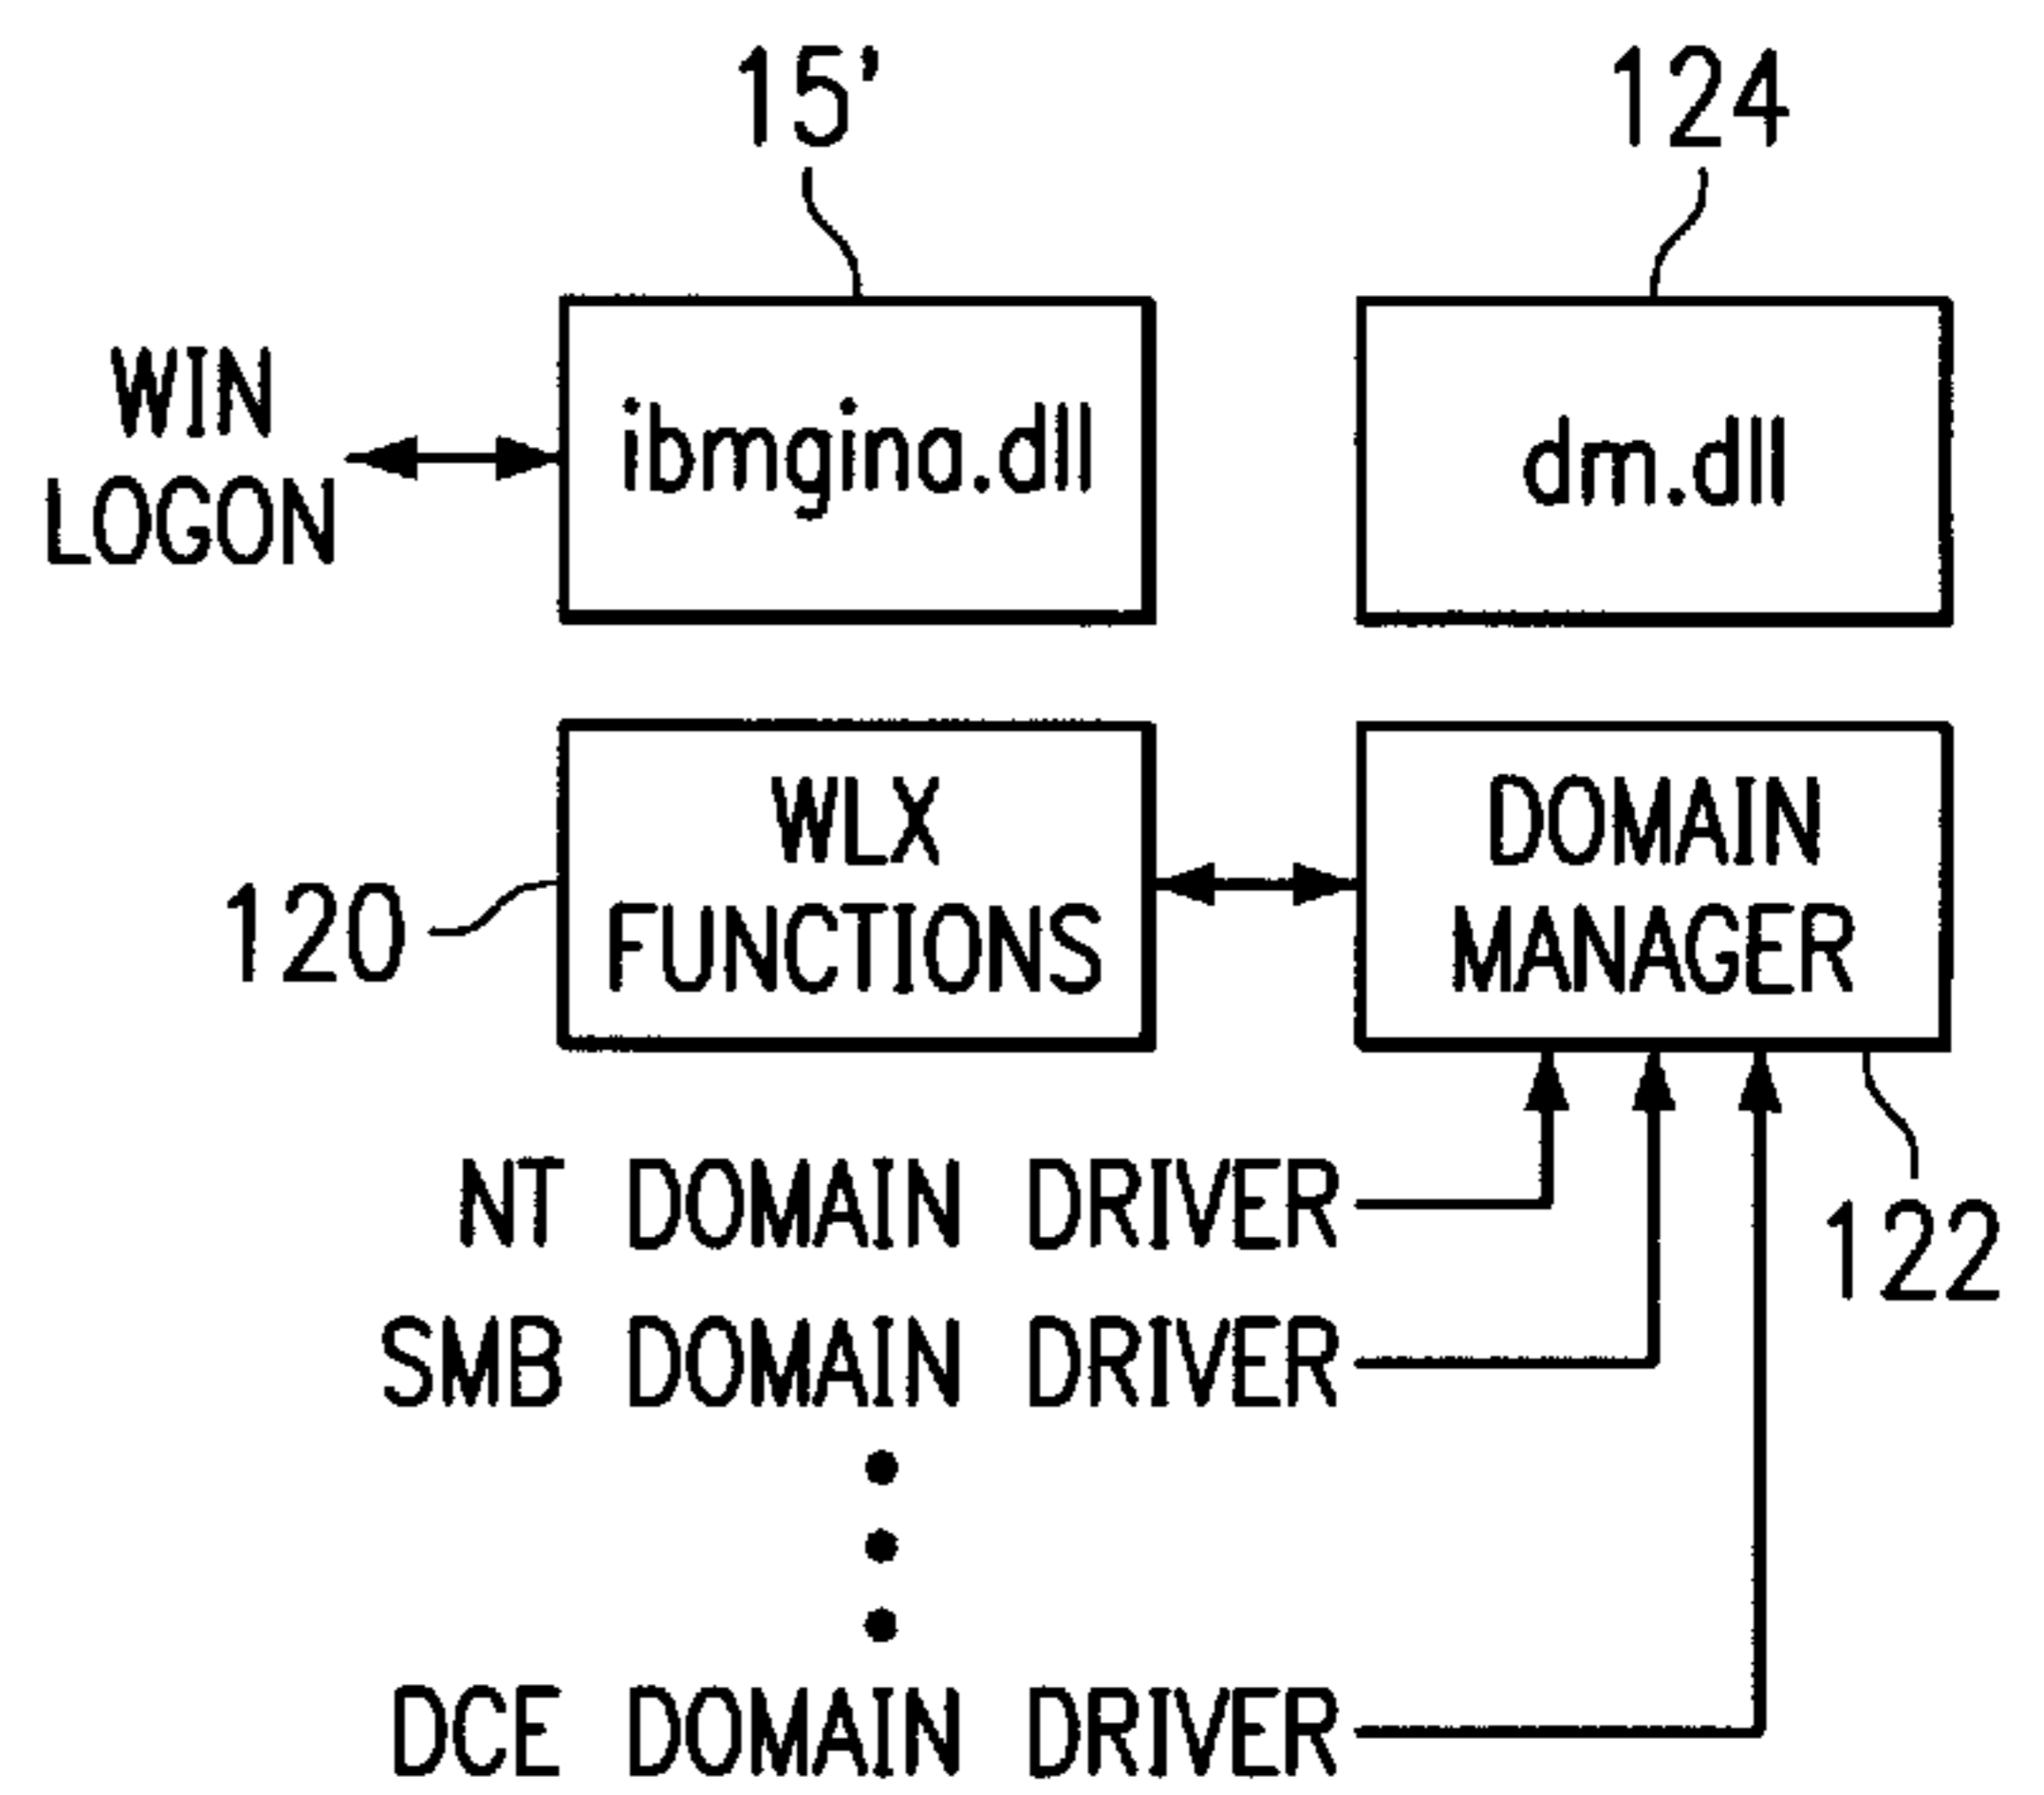 15'
124
WIN
LOGON
ibmgina.dll
dm.dll
WLX
FUNCTIONS
DOMAIN
MANAGER
120
NT DOMAIN DRIVER
122
SMB DOMAIN DRIVER
DCE DOMAIN DRIVER